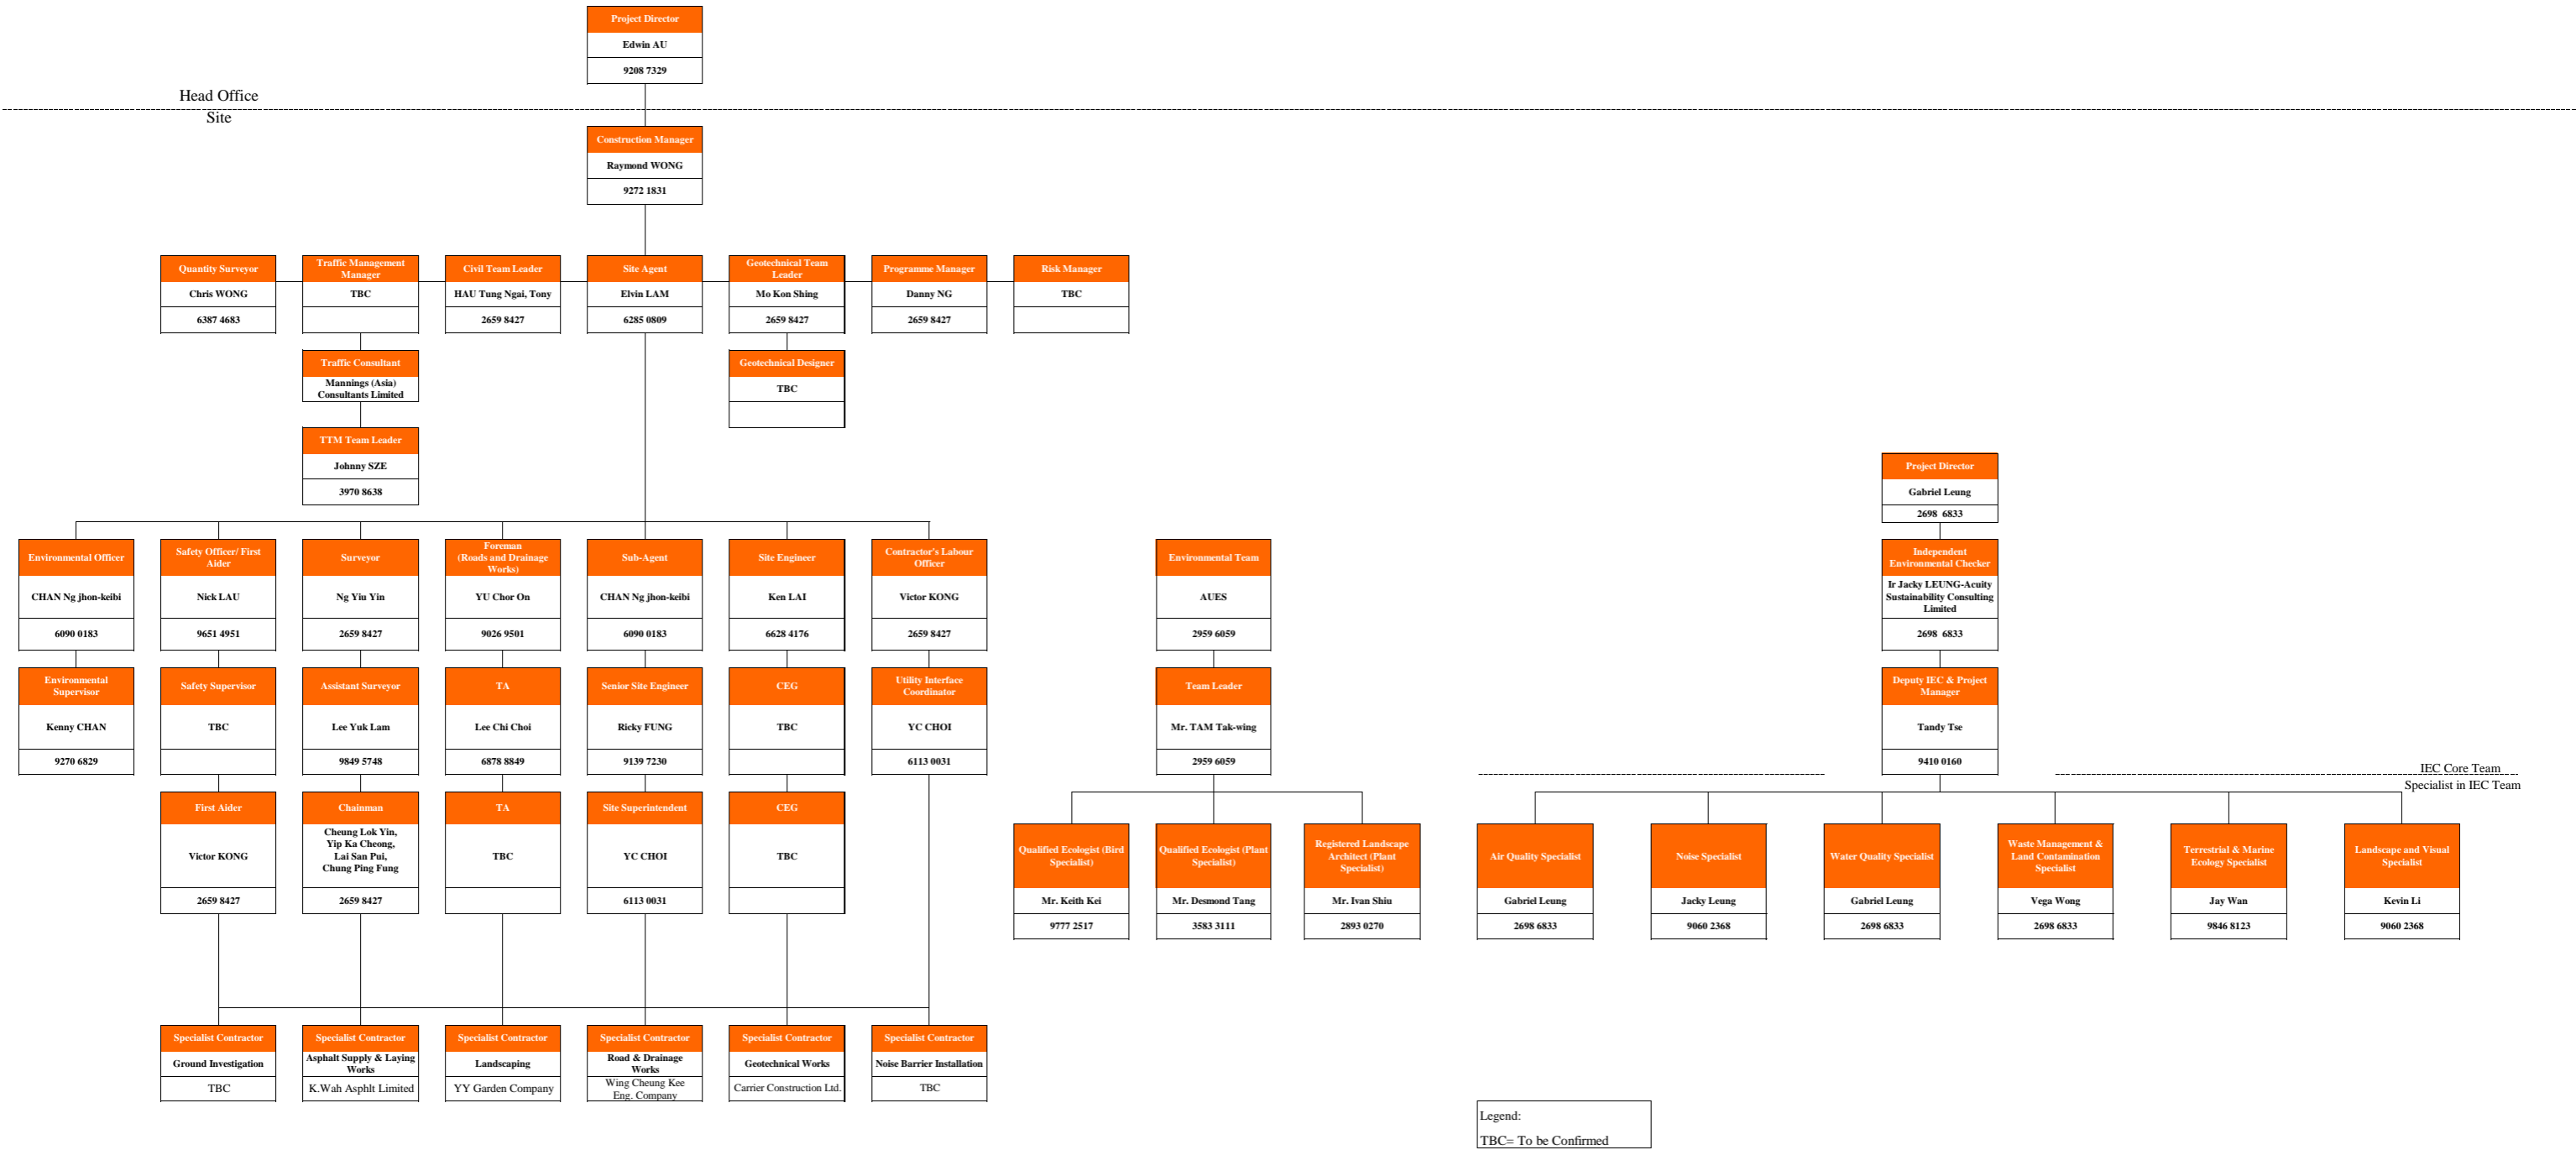 Project Director
Edwin AU
9208 7329
Head Office
Site
Construction Manager
Raymond WONG
9272 1831
Quantity Surveyor
Chris WONG
6387 4683
Traffic Management
Manager
TBC
Civil Team Leader
HAU Tung Ngai, Tony
2659 8427
Site Agent
Elvin LAM
6285 0809
Geotechnical Team
Leader
Mo Kon Shing
2659 8427
Programme Manager
Danny NG
2659 8427
Risk Manager
TBC
Traffic Consultant
Mannings (Asia)
Consultants Limited
Geotechnical Designer
TBC
TTM Team Leader
Johnny SZE
3970 8638
Project Director
Gabriel Leung
2698 6833
Environmental Officer
CHAN Ng jhon-keibi
6090 0183
Safety Officer/ First
Aider
Nick LAU
9651 4951
Surveyor
Ng Yiu Yin
2659 8427
Foreman
(Roads and Drainage
Works)
YU Chor On
9026 9501
Sub-Agent
CHAN Ng jhon-keibi
6090 0183
Site Engineer
Ken LAI
6628 4176
Contractor's Labour
Officer
Victor KONG
2659 8427
Environmental Team
AUES
2959 6059
Independent
Environmental Checker
Ir Jacky LEUNG-Acuity
Sustainability Consulting
Limited
2698 6833
Environmental
Supervisor
Kenny CHAN
9270 6829
Safety Supervisor
TBC
Assistant Surveyor
Lee Yuk Lam
9849 5748
TA
Lee Chi Choi
6878 8849
Senior Site Engineer
Ricky FUNG
9139 7230
CEG
TBC
Utility Interface
Coordinator
YC CHOI
6113 0031
Team Leader
Mr. TAM Tak-wing
2959 6059
Deputy IEC & Project
Manager
Tandy Tse
9410 0160
IEC Core Team
Specialist in IEC Team
First Aider
Victor KONG
2659 8427
Chainman
Cheung Lok Yin,
Yip Ka Cheong,
Lai San Pui,
Chung Ping Fung
2659 8427
TA
TBC
Site Superintendent
YC CHOI
6113 0031
CEG
TBC
Qualified Ecologist (Bird
Specialist)
Mr. Keith Kei
9777 2517
Qualified Ecologist (Plant
Specialist)
Mr. Desmond Tang
3583 3111
Registered Landscape
Architect (Plant
Specialist)
Mr. Ivan Shiu
2893 0270
Air Quality Specialist
Gabriel Leung
2698 6833
Noise Specialist
Jacky Leung
9060 2368
Water Quality Specialist
Gabriel Leung
2698 6833
Waste Management &
Land Contamination
Specialist
Vega Wong
2698 6833
Terrestrial & Marine
Ecology Specialist
Jay Wan
9846 8123
Landscape and Visual
Specialist
Kevin Li
9060 2368
Specialist Contractor
Ground Investigation
TBC
Specialist Contractor
Asphalt Supply & Laying
Works
K.Wah Asphlt Limited
Specialist Contractor
Landscaping
YY Garden Company
Specialist Contractor
Road & Drainage
Works
Wing Cheung Kee
Eng. Company
Specialist Contractor
Geotechnical Works
Carrier Construction Ltd.
Specialist Contractor
Noise Barrier Installation
TBC
Legend:
TBC= To be Confirmed